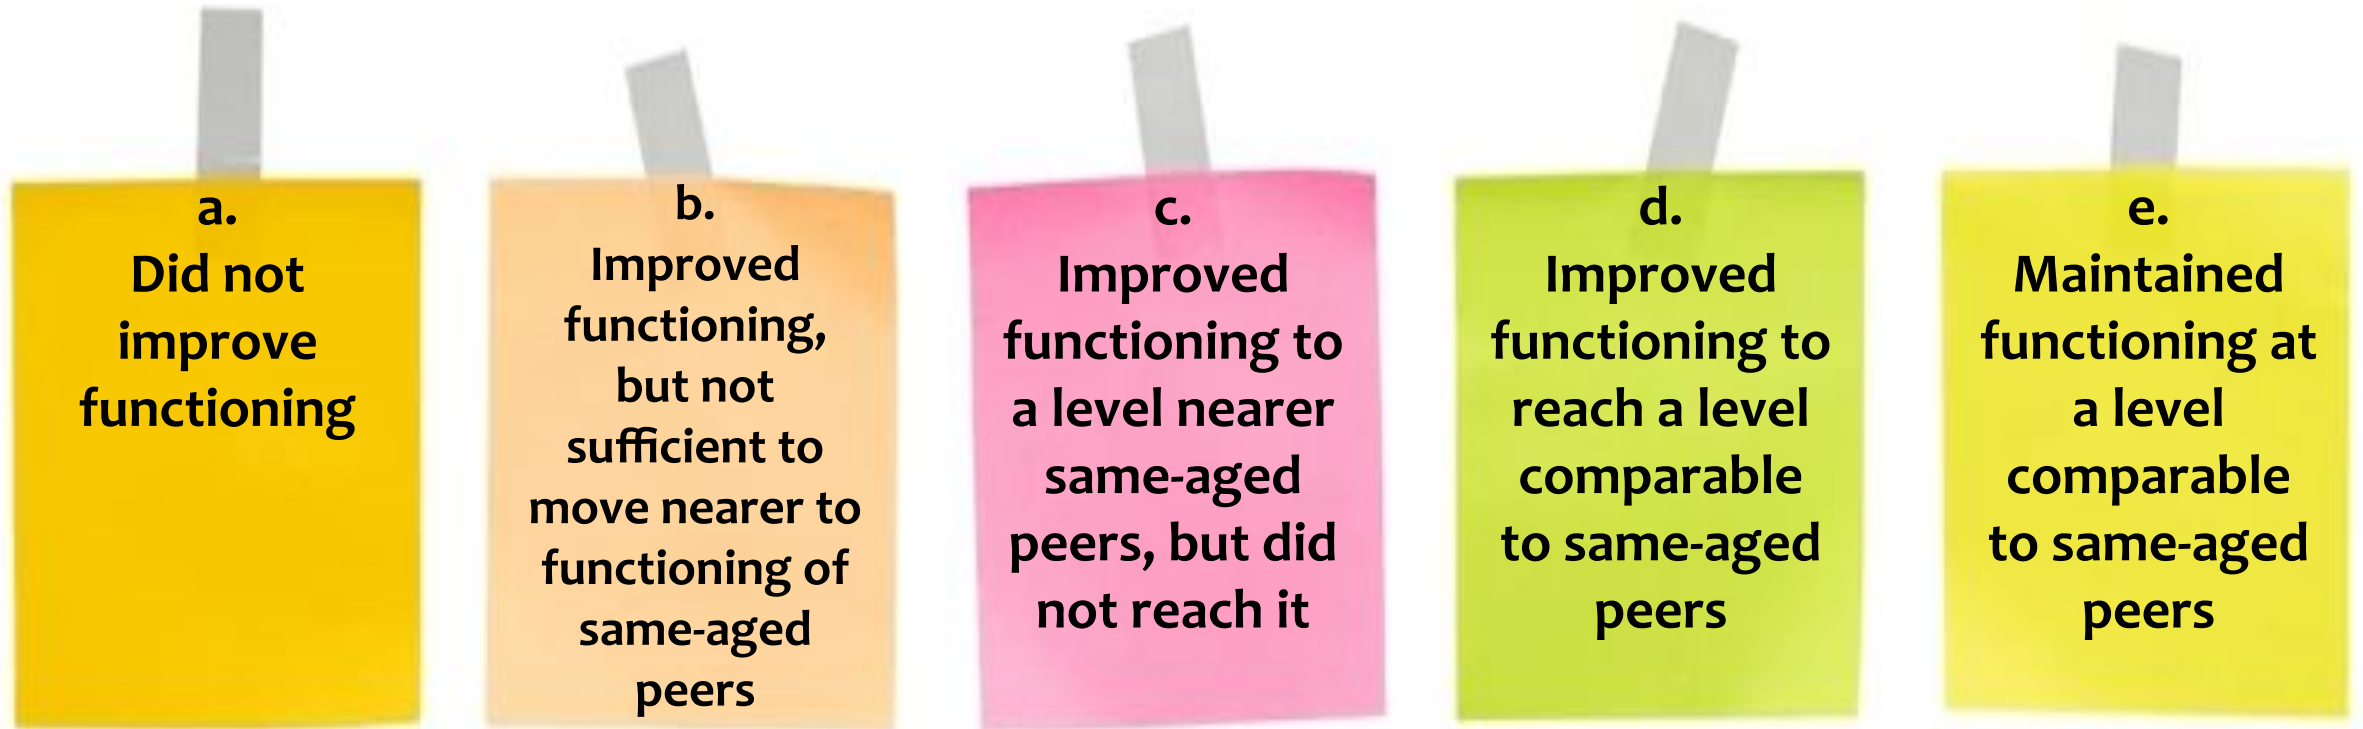 a.
Did not
improve
functioning
b.
Improved
functioning,
but not
sufficient to
move nearer to
functioning of
same-aged
peers
c.
Improved
functioning to
a level nearer
same-aged
peers, but did
not reach it
d.
Improved
functioning to
reach a level
comparable
to same-aged
peers
e.
Maintained
functioning at
a level
comparable
to same-aged
peers